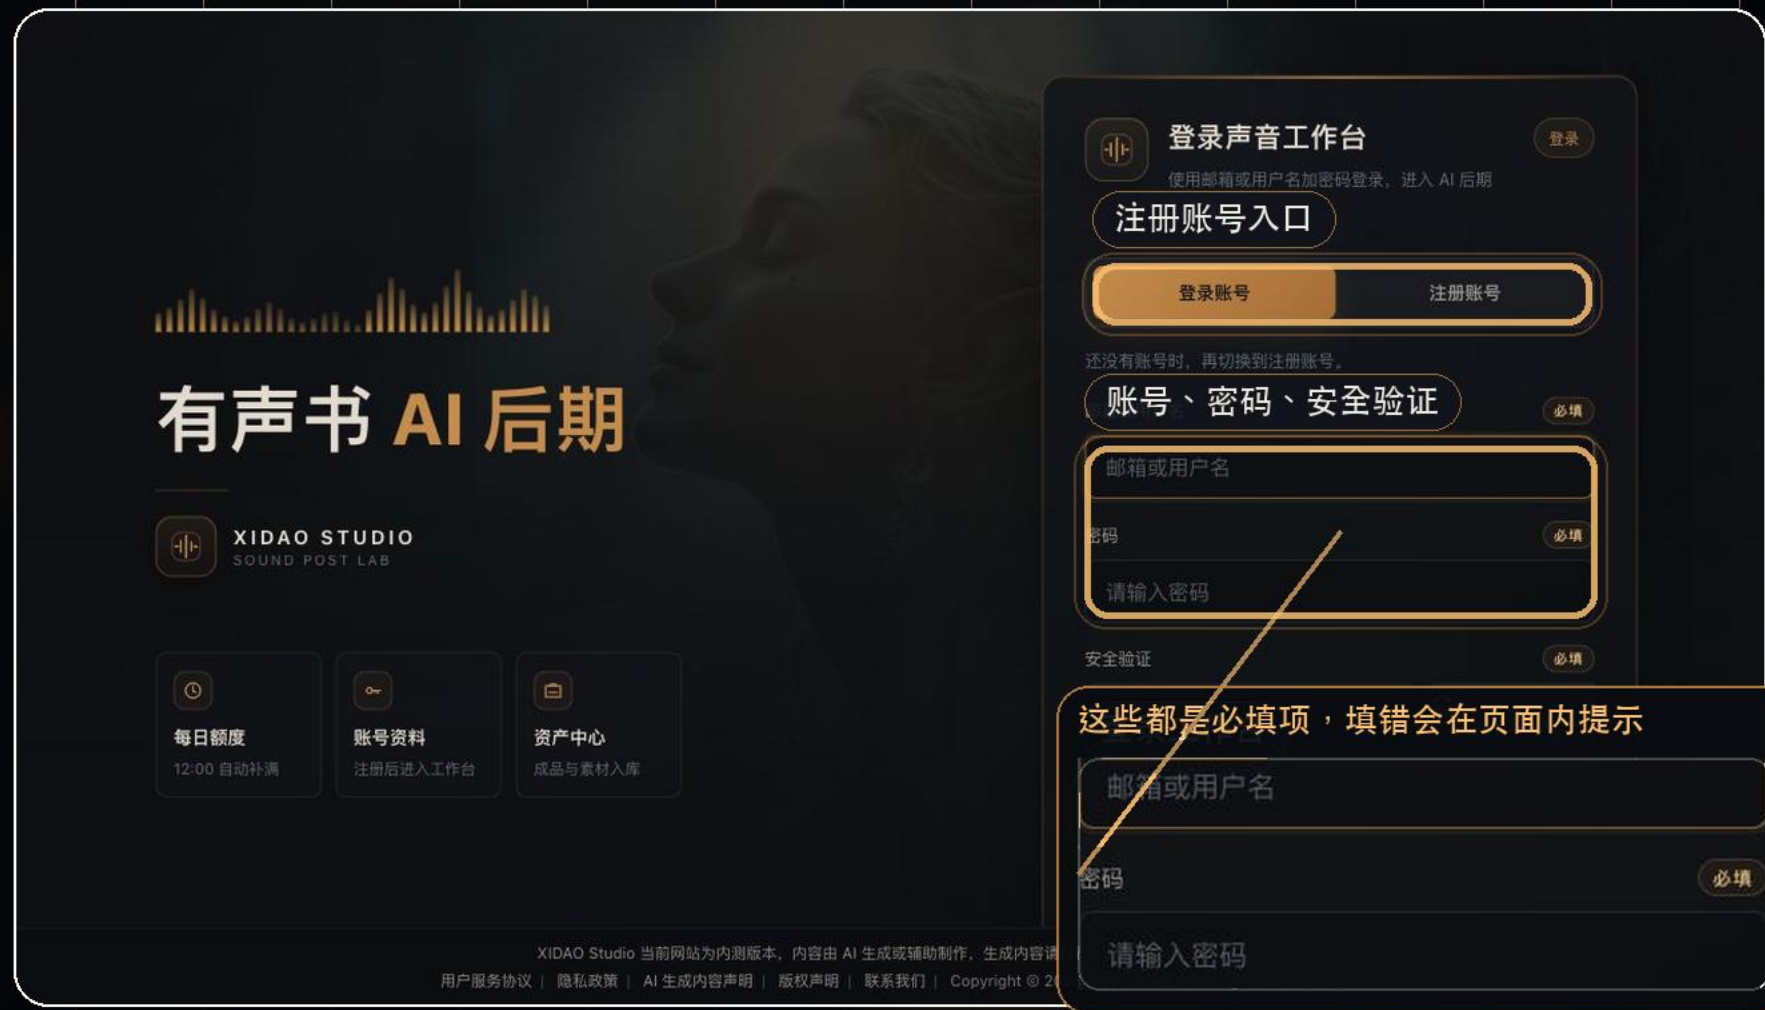 有声书 AI 后期
XIDAO STUDIO
SOUND POST LAB
每日额度
12:00 自动补满
账号资料
注册后进入工作台
资产中心
成品与素材入库
登录声音工作台
登录
使用邮箱或用户名加密码登录，进入 AI 后期
注册账号入口
登录账号
注册账号
还没有账号时，再切换到注册账号。
账号、密码、安全验证
必填
邮箱或用户名
密码
必填
请输入密码
安全验证
必填
这些都是必填项，填错会在页面内提示
邮箱或用户名
密码
必填
请输入密码
XIDAO Studio 当前网站为内测版本，内容由 AI 生成或辅助制作，生成内容请
用户服务协议 | 隐私政策 | AI 生成内容声明 | 版权声明 | 联系我们 | Copyright © 2